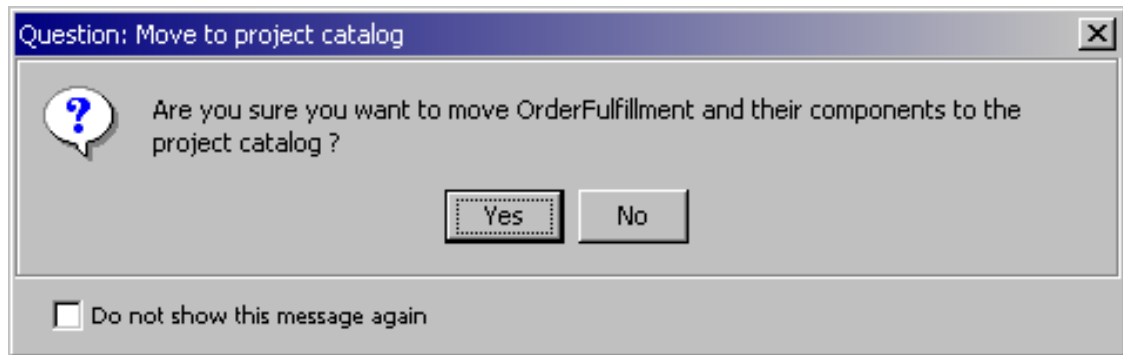 Question: Move to project catalog
Are you sure you want to move OrderFulfillment and their components to the
project catalog ?
Yes No
Do not show this message again